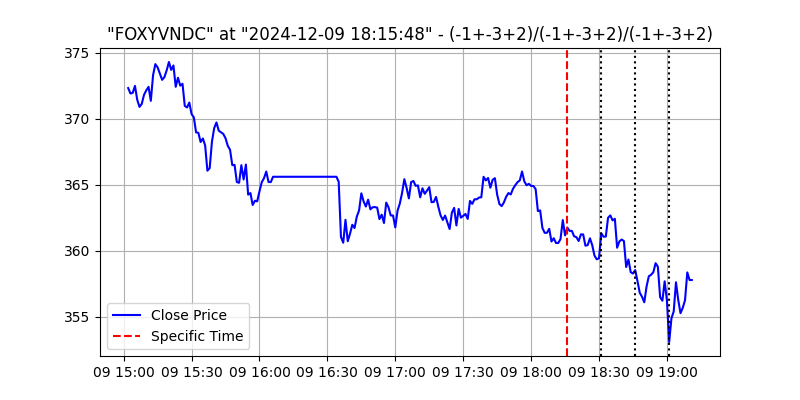 "FOXYVNDC" at "2024-12-09 18:15:48" - (-1+-3+2)/(-1+-3+2)/(-1+-3+2)
375
370
365
360
355
Close Price
Specific Time
09 15:00 09 15:30 09 16:00 09 16:30 09 17:00 09 17:30 09 18:00 09 18:30 09 19:00